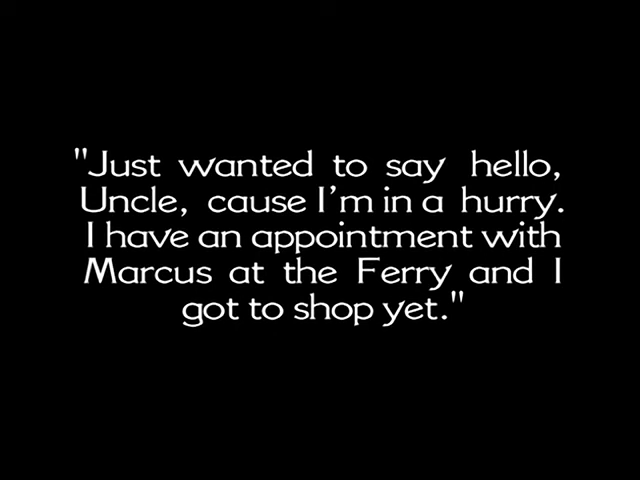 "Just wanted to say hello,
Uncle, cause I'm in a hurry.
I have an appointment with
Marcus at the Ferry and I
got to shop yet."